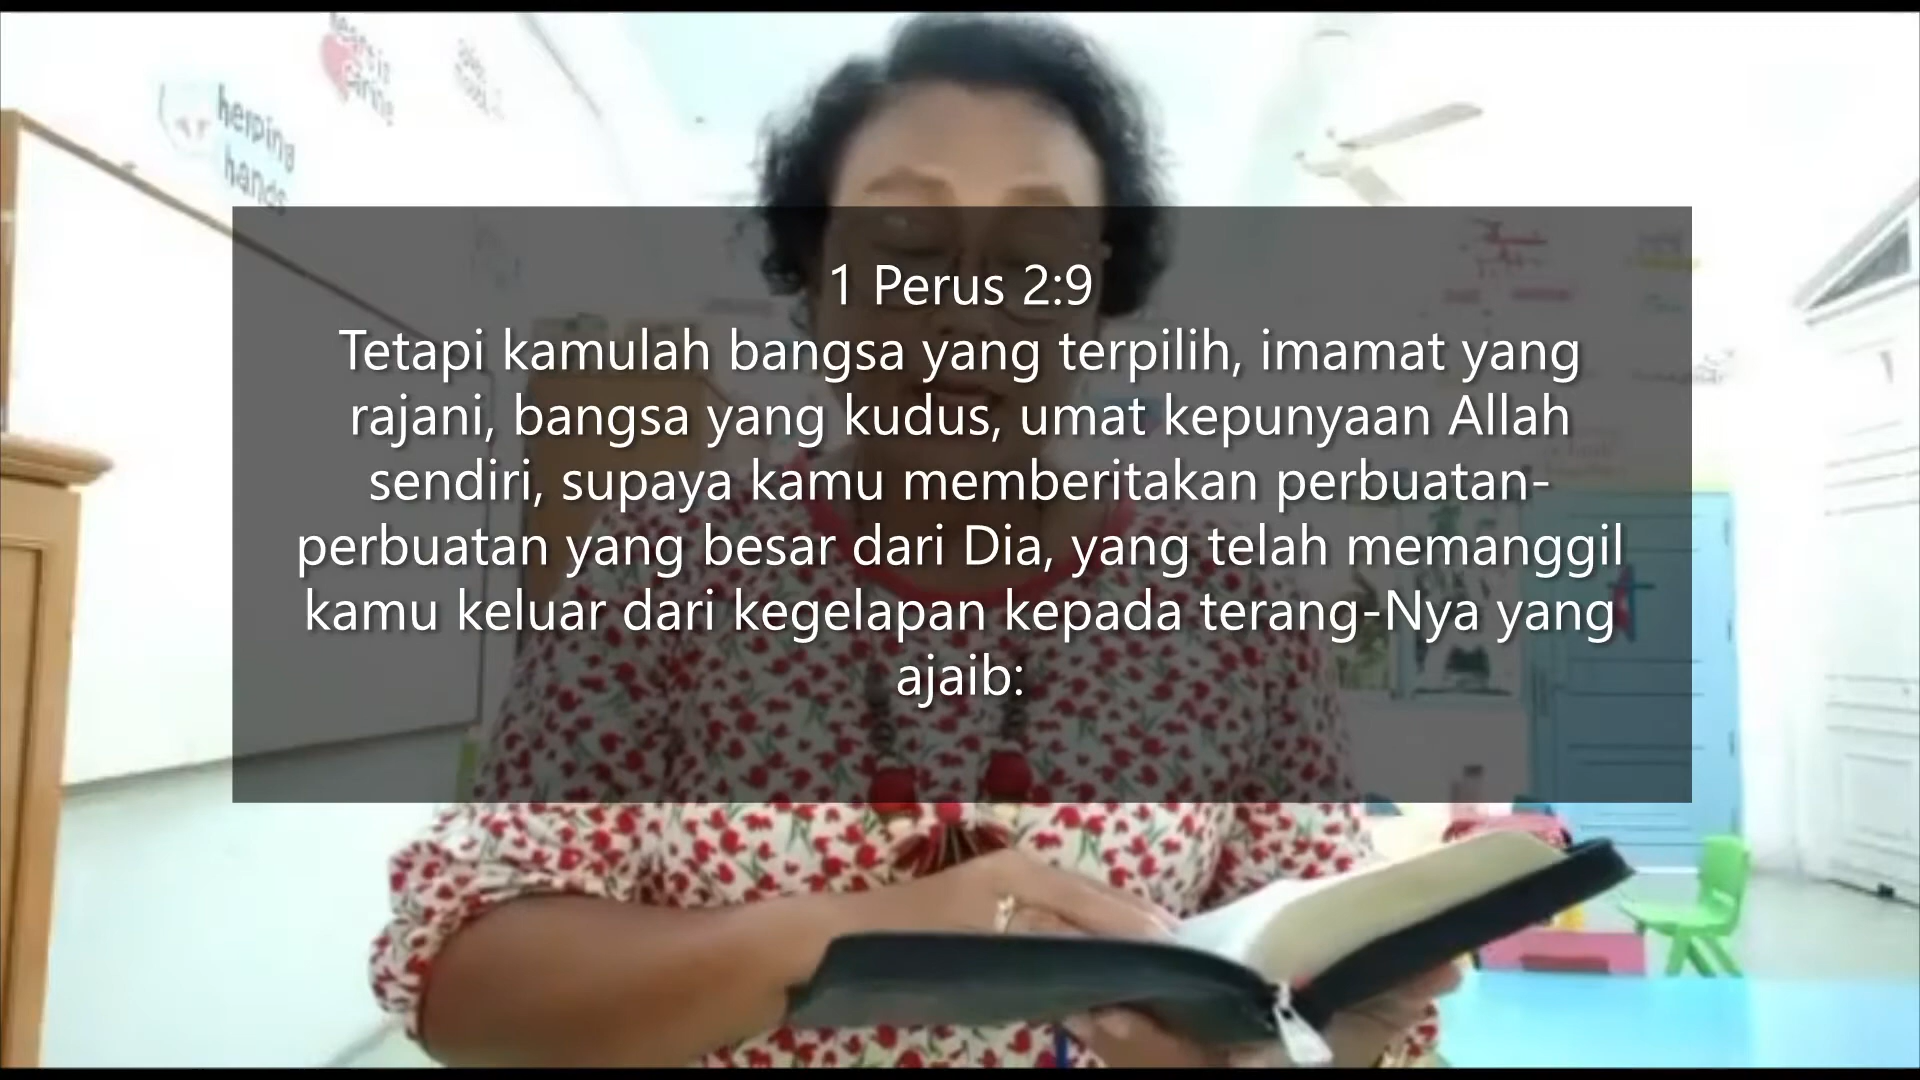 herping
hands
1 Perus 2:9
Tetapi kamulah bangsa yang terpilih, imamat yang
rajani, bangsa yang kudus, umat kepunyaan Allah
sendiri, supaya kamu memberitakan perbuatan-
perbuatan yang besar dari Dia, yang telah memanggil
kamu keluar dari kegelapan kepada terang-Nya yang
ajaib: